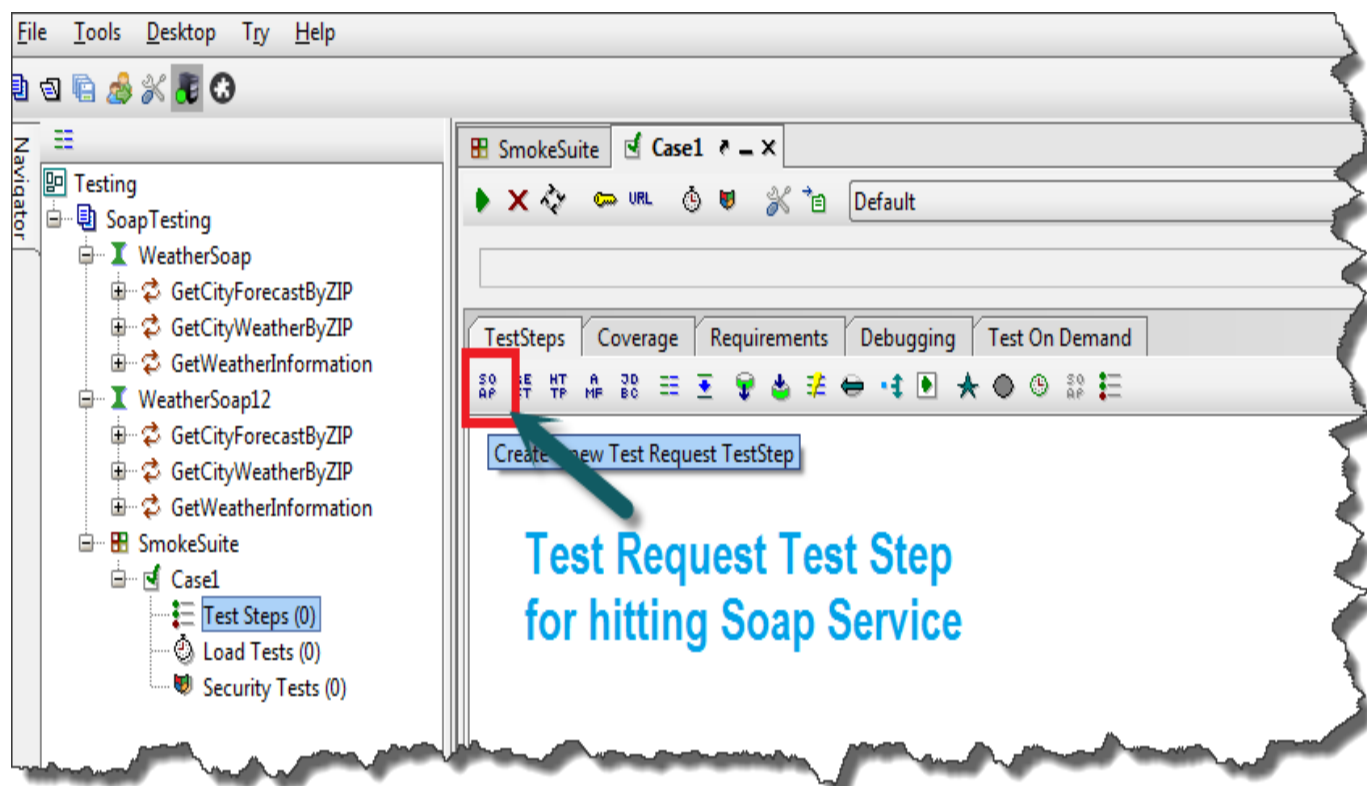 File Tools Desktop Try Help
Navigator
Testing
SoapTesting
WeatherSoap
GetCityForecastByZIP
GetCityWeatherByZIP
GetWeatherInformation
WeatherSoap12
GetCityForecastByZIP
GetCityWeatherByZIP
GetWeatherInformation
SmokeSuite
Case1
Test Steps (0)
Load Tests (0)
Security Tests (0)
SmokeSuite Case1
URL Default
TestSteps Coverage Requirements Debugging Test On Demand
SO HT A JD SO
AP TP MF BC AP
Create new Test Request TestStep
Test Request Test Step
for hitting Soap Service